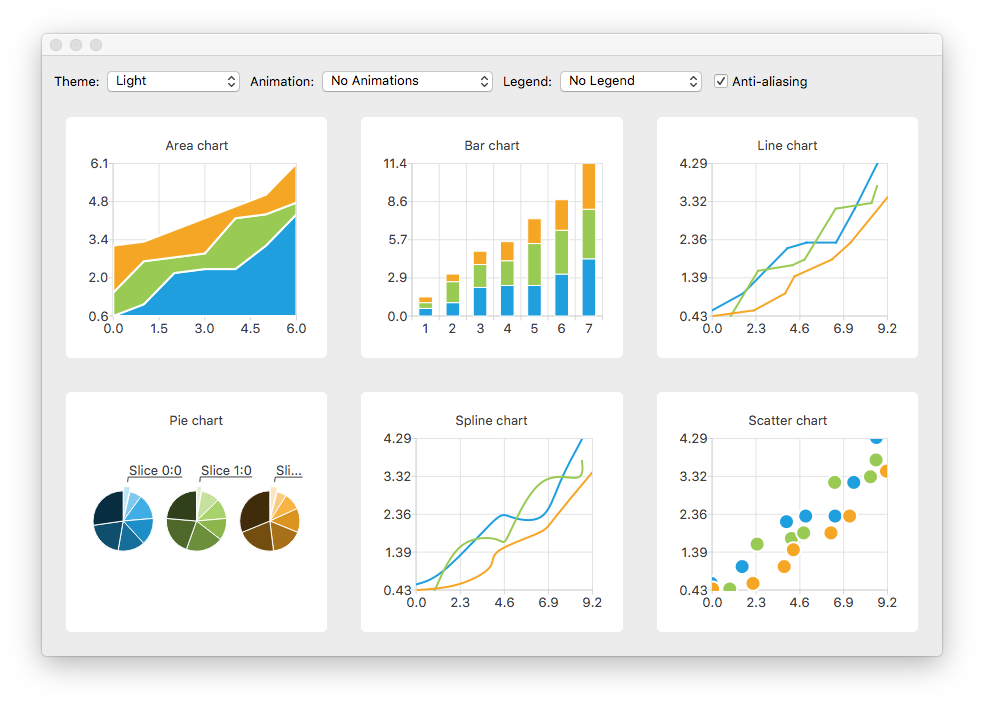 Theme: Light Animation: No Animations Legend: No Legend Anti-aliasing
Area chart
6.1
4.8
3.4
2.0
0.6
0.0 1.5 3.0 4.5 6.0
Bar chart
11.4
8.6
5.7
2.9
0.0
1 2 3 4 5 6 7
Line chart
4.29
3.32
2.36
1.39
0.43
0.0 2.3 4.6 6.9 9.2
Pie chart
Slice 0:0 Slice 1:0 Sli...
Spline chart
4.29
3.32
2.36
1.39
0.43
0.0 2.3 4.6 6.9 9.2
Scatter chart
4.29
3.32
2.36
1.39
0.43
0.0 2.3 4.6 6.9 9.2